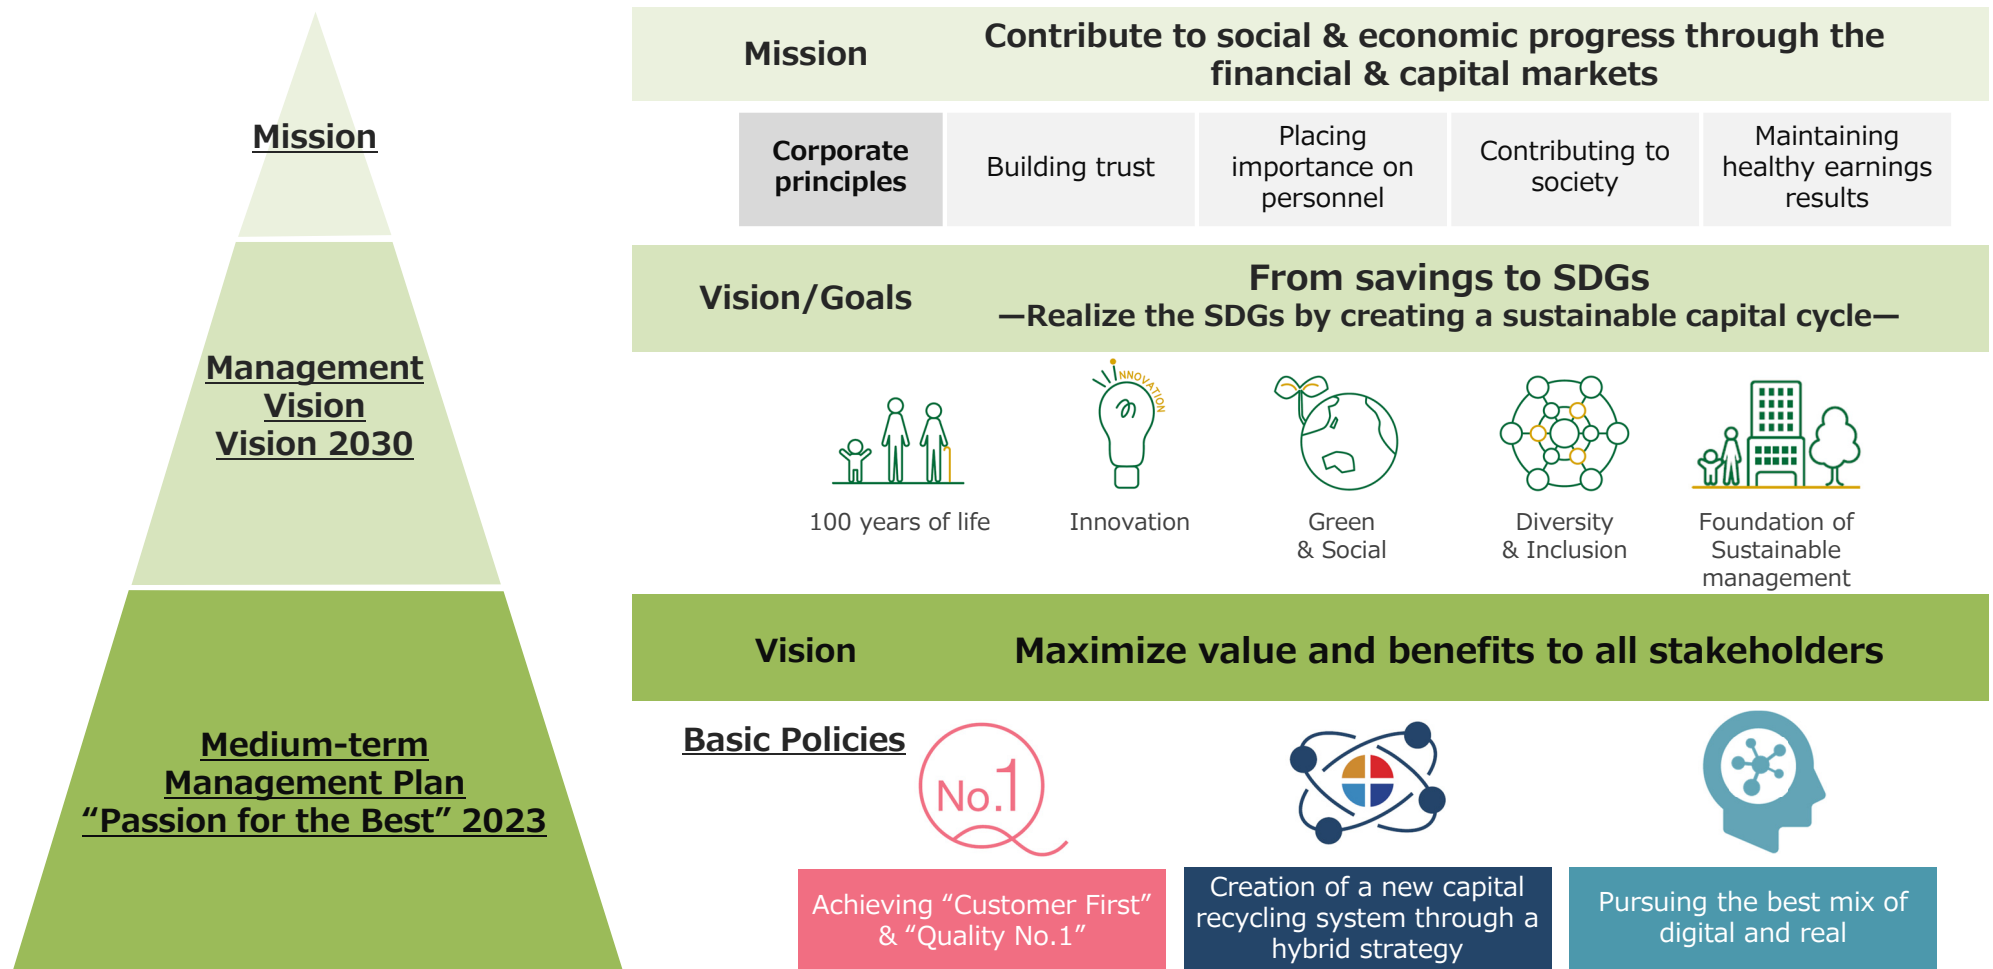 Mission
Management
Vision
Vision 2030
Medium-term
Management Plan
“Passion for the Best” 2023
Mission
Contribute to social & economic progress through the
financial & capital markets
Corporate
principles
Building trust
Placing
importance on
personnel
Contributing to
society
Maintaining
healthy earnings
results
Vision/Goals
From savings to SDGs
—Realize the SDGs by creating a sustainable capital cycle—
INNOVATION
100 years of life
Innovation
Green
& Social
Diversity
& Inclusion
Foundation of
Sustainable
management
Vision
Maximize value and benefits to all stakeholders
Basic Policies
No.1
Achieving “Customer First”
& “Quality No.1”
Creation of a new capital
recycling system through a
hybrid strategy
Pursuing the best mix of
digital and real